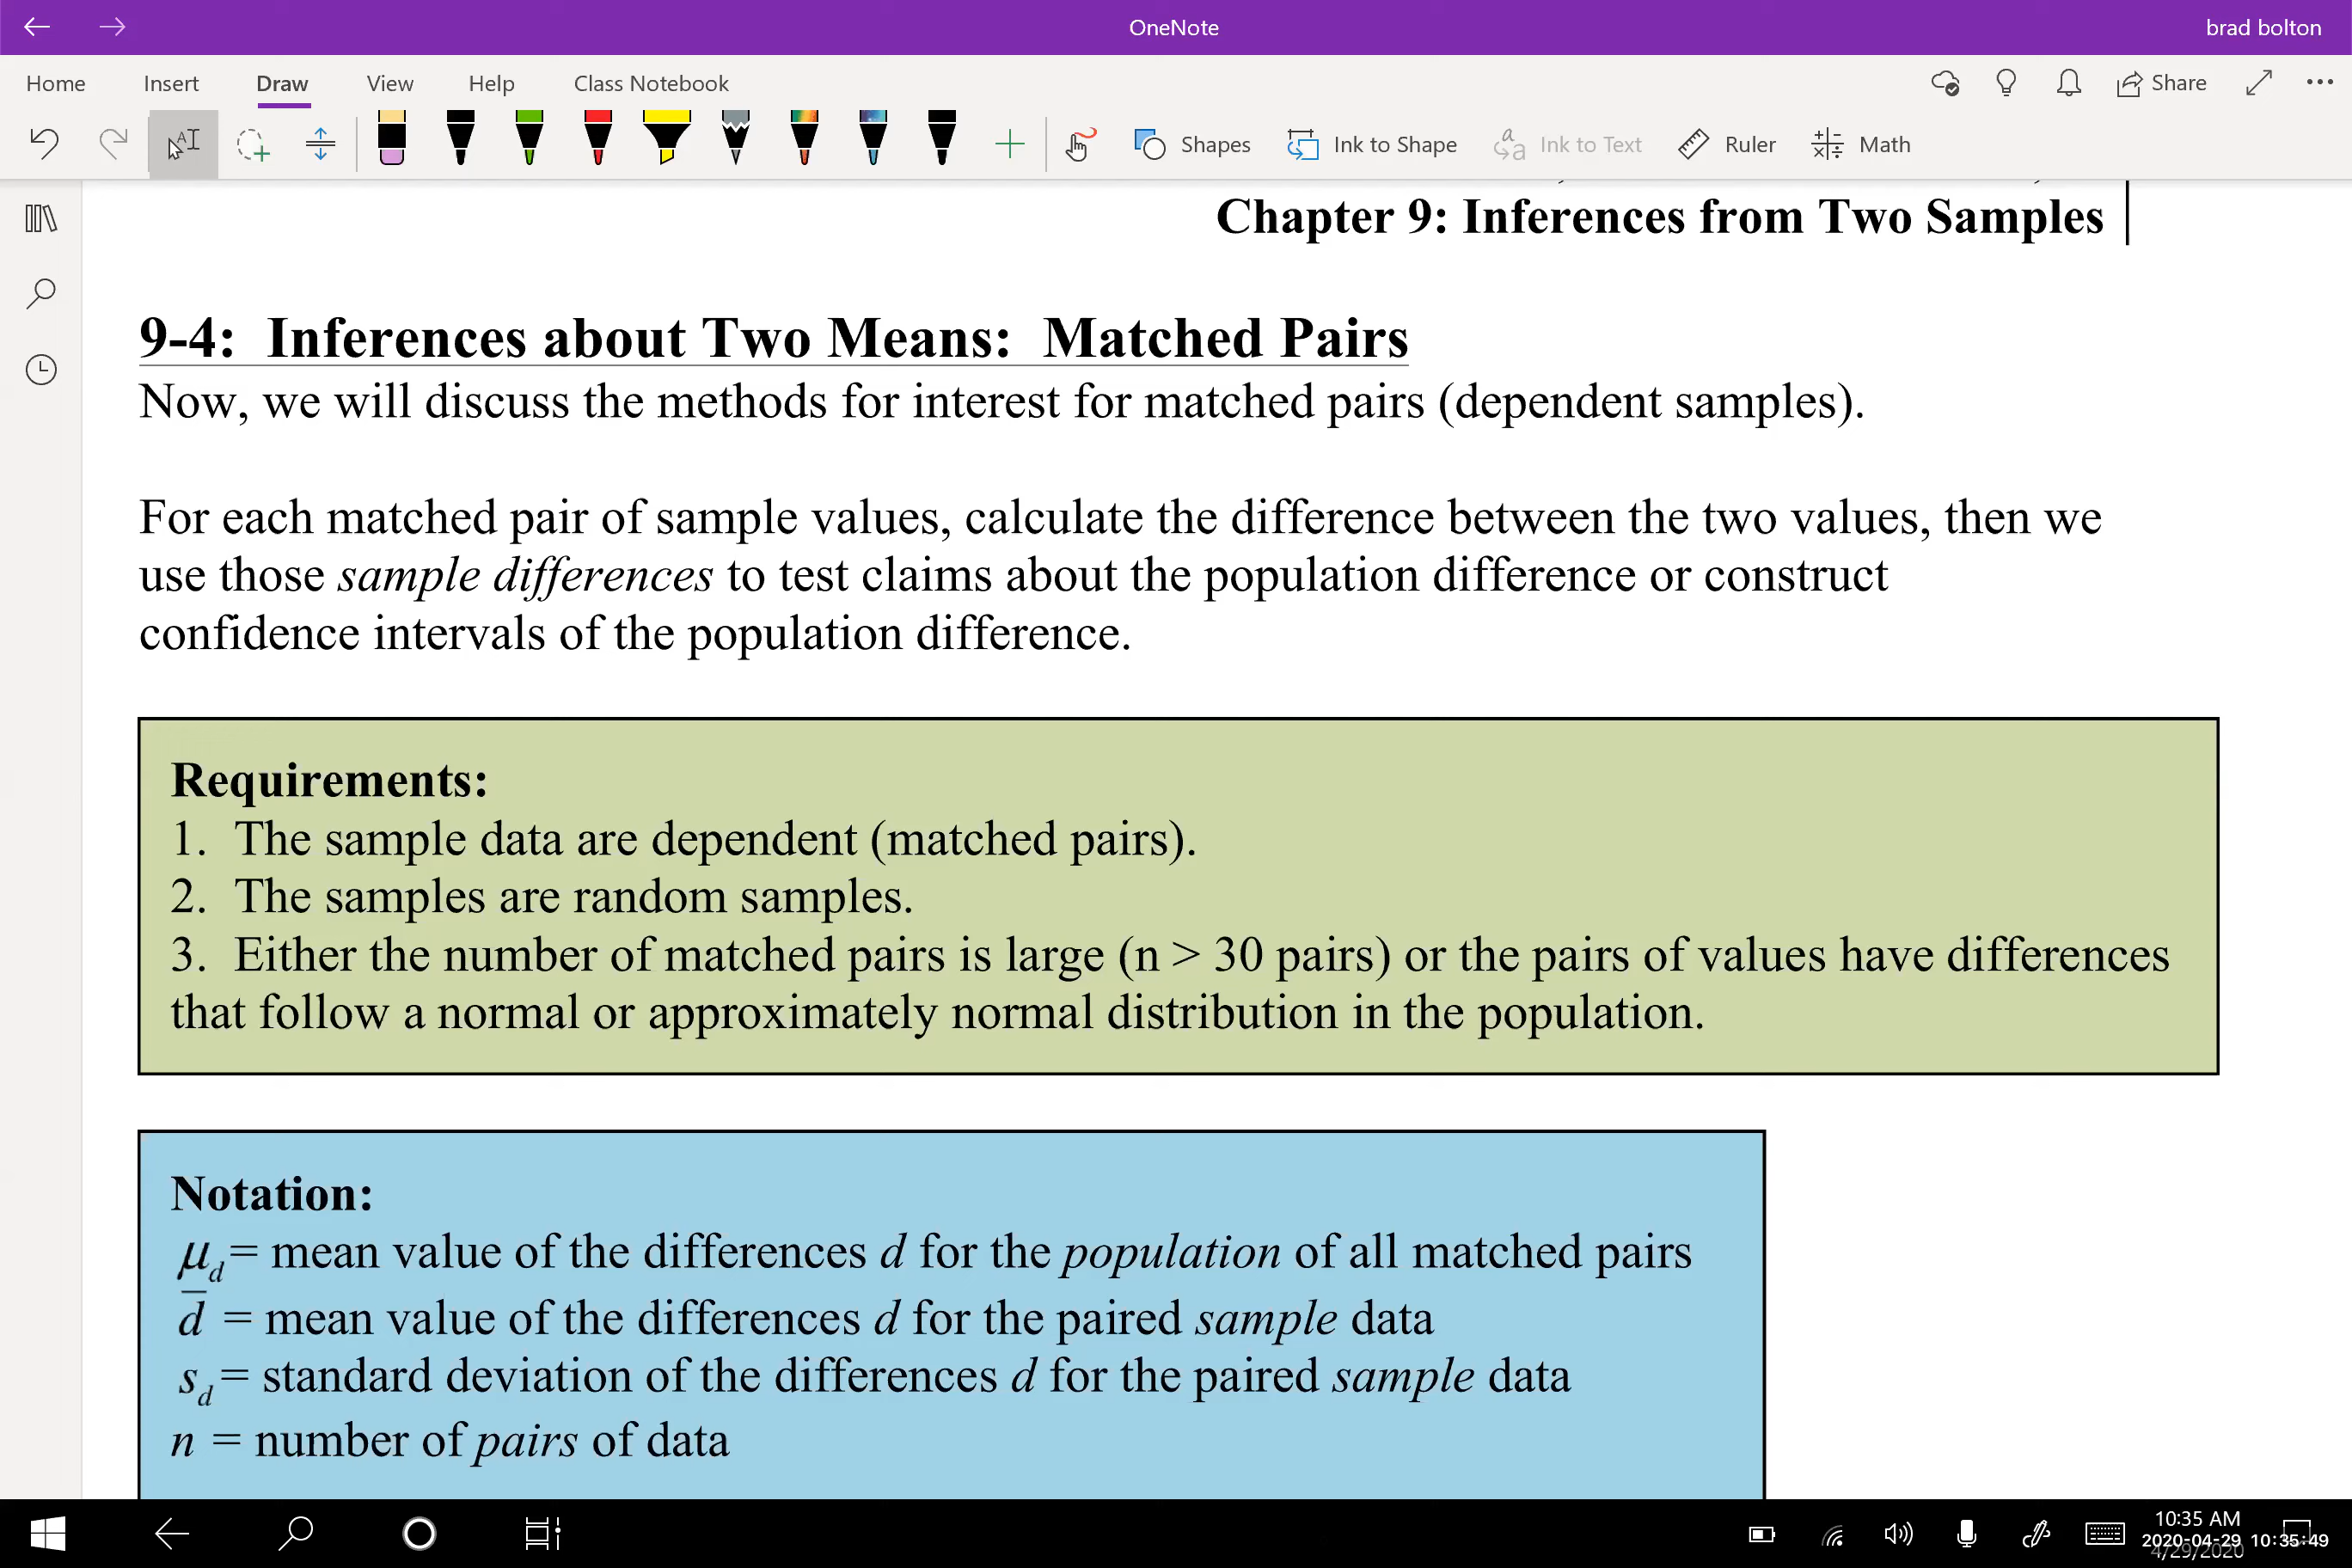 OneNote
brad bolton
Home Insert Draw View Help Class Notebook Share
Shapes Ink to Shape Ink to Text Ruler Math
Chapter 9: Inferences from Two Samples
9-4: Inferences about Two Means: Matched Pairs
Now, we will discuss the methods for interest for matched pairs (dependent samples).
For each matched pair of sample values, calculate the difference between the two values, then we
use those sample differences to test claims about the population difference or construct
confidence intervals of the population difference.
Requirements:
1. The sample data are dependent (matched pairs).
2. The samples are random samples.
3. Either the number of matched pairs is large (n > 30 pairs) or the pairs of values have differences
that follow a normal or approximately normal distribution in the population.
Notation:
μ_d = mean value of the differences d for the population of all matched pairs
d̅ = mean value of the differences d for the paired sample data
s_d = standard deviation of the differences d for the paired sample data
n = number of pairs of data
10:35 AM
2020-04-29 10:35:49
4/29/2020